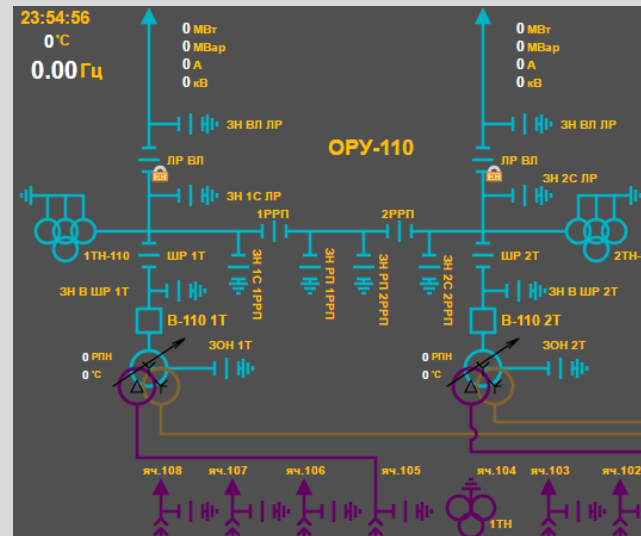 23:54:56
0 °C
0.00 Гц
0 МВт
0 МВар
0 А
0 кВ
0 МВт
0 МВар
0 А
0 кВ
ЗН ВЛ ЛР
ЗН ВЛ ЛР
ОРУ-110
ЛР ВЛ
ЛР ВЛ
ЗН 1С ЛР
ЗН 2С ЛР
1РРП
2РРП
1ТН-110
ШР 1Т
ЗН 1С 1РРП
ЗН РП 1РРП
ЗН РП 2РРП
ЗН 2С 2РРП
ШР 2Т
2ТН-
ЗН В ШР 1Т
ЗН В ШР 2Т
В-110 1Т
В-110 2Т
0 РПН
0 °C
ЗОН 1Т
0 РПН
0 °C
ЗОН 2Т
яч.108
яч.107
яч.106
яч.105
яч.104
яч.103
яч.102
1ТН